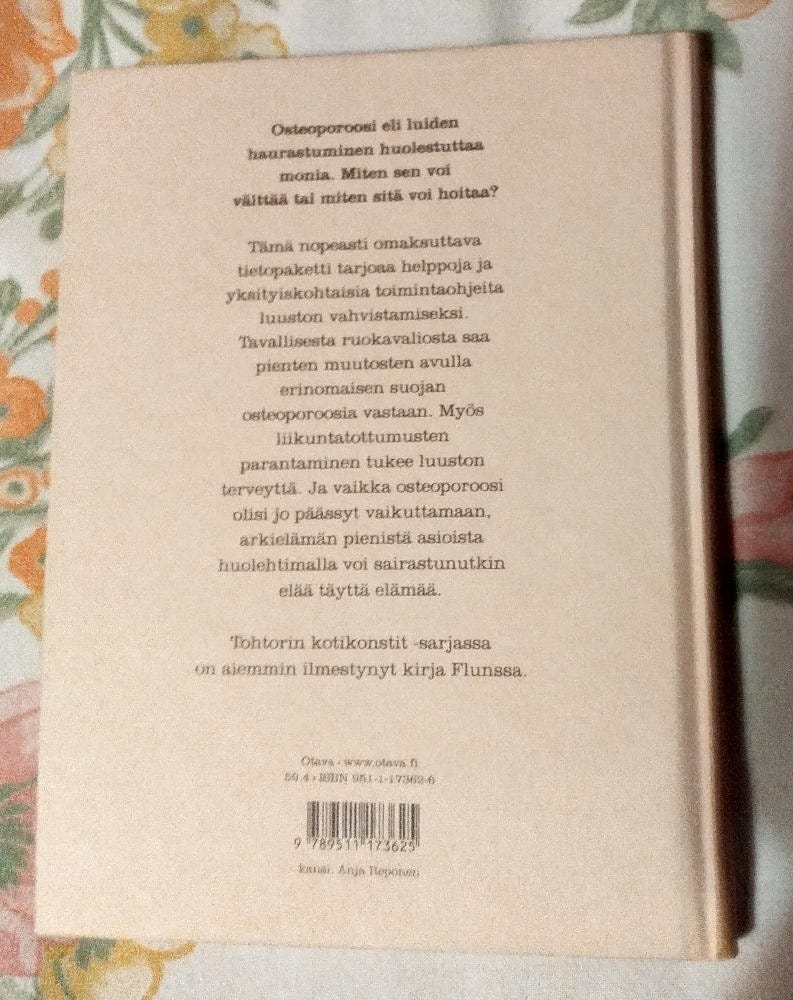 Osteoporoosi eli luiden
haurastuminen huolestuttaa
monia. Miten sen voi
välttää tai miten sitä voi hoitaa?
Tämä nopeasti omaksuttava
tietopaketti tarjoaa helppoja ja
yksityiskohtaisia toimintaohjeita
luuston vahvistamiseksi.
Tavallisesta ruokavaliosta saa
pienten muutosten avulla
erinomaisen suojan
osteoporoosia vastaan. Myös
liikuntatottumusten
parantaminen tukee luuston
terveyttä. Ja vaikka osteoporoosi
olisi jo päässyt vaikuttamaan,
arkielämän pienistä asioista
huolehtimalla voi sairastunutkin
elää täyttä elämää.
Tohtorin kotikonstit -sarjassa
on aiemmin ilmestynyt kirja Flunssa.
Otava · www.otava.fi
59.4 · ISBN 951-1-17362-6
9 789511 173625
kansi: Anja Reponen